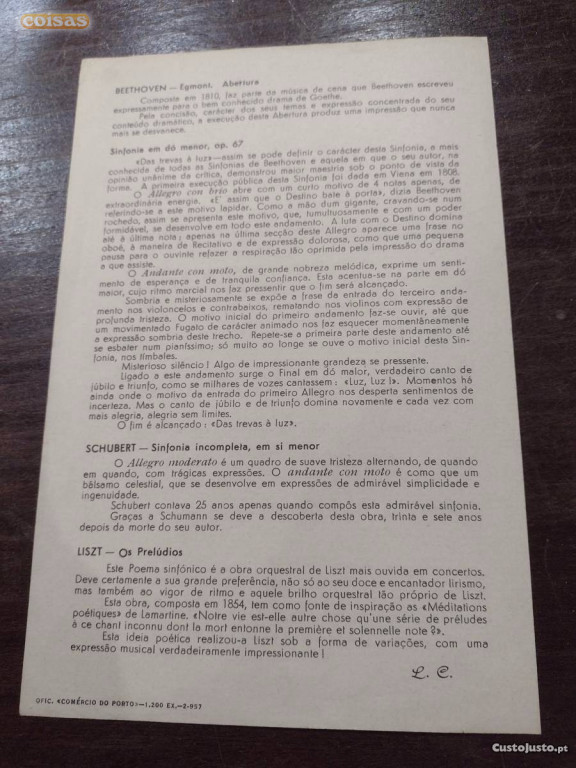 coisas
BEETHOVEN — Egmont. Abertura
Composta em 1810, faz parte da música de cena que Beethoven escreveu
expressamente para o bem conhecido drama de Goethe.
Pela concisão, carácter dos seus temas e expressão concentrada do seu
conteúdo dramático, a execução desta Abertura produz uma impressão que nunca
mais se desvanece.
Sinfonia em dó menor, op. 67
«Das trevas à luz»—assim se pode definir o carácter desta Sinfonia, a mais
conhecida de todas as Sinfonias de Beethoven e aquela em que o seu autor, na
opinião unânime da crítica, demonstrou maior maestria sob o ponto de vista da
forma. A primeira execução pública desta Sinfonia foi dada em Viena em 1808.
O Allegro con brio abre com um curto motivo de 4 notas apenas, de
extraordinária energia. «E' assim que o Destino bate à porta», dizia Beethoven
referindo-se a este motivo lapidar. Como a mão dum gigante, cravando-se num
rochedo, assim se apresenta este motivo, que, tumultuosamente e com um poder
formidável, se desenvolve em todo este andamento. A luta com o Destino domina
até à última nota; apenas na última secção deste Allegro aparece uma frase no
oboé, à maneira de Recitativo e de expressão dolorosa, como que uma pequena
pausa para o ouvinte refazer a respiração tão oprimida pela impressão do drama
a que assiste.
O Andante con moto, de grande nobreza melódica, exprime um senti-
mento de esperança e de tranquila confiança. Esta acentua-se na parte em dó
maior, cujo ritmo marcial nos faz pressentir que o fim será alcançado.
Sombria e misteriosamente se expõe a frase da entrada do terceiro anda-
mento nos violoncelos e contrabaixos, rematando nos violinos com expressão de
profunda tristeza. O motivo inicial do primeiro andamento faz-se ouvir, até que
um movimentado Fugato de carácter animado nos faz esquecer momentâneamente
a expressão sombria deste trecho. Repete-se a primeira parte deste andamento até
se esbater num pianíssimo; só muito ao longe se ouve o motivo inicial desta Sin-
fonia, nos tímbales.
Misterioso silêncio! Algo de impressionante grandeza se pressente.
Ligado a este andamento surge o Final em dó maior, verdadeiro canto de
júbilo e triunfo, como se milhares de vozes cantassem: «Luz, Luz!». Momentos há
ainda onde o motivo da entrada do primeiro Allegro nos desperta sentimentos de
incerteza. Mas o canto de júbilo e de triunfo domina novamente e cada vez com
mais alegria, alegria sem limites.
O fim é alcançado: «Das trevas à luz».
SCHUBERT — Sinfonia incompleta, em si menor
O Allegro moderato é um quadro de suave tristeza alternando, de quando
em quando, com trágicas expressões. O andante con moto é como que um
bálsamo celestial, que se desenvolve em expressões de admirável simplicidade e
ingenuidade.
Schubert contava 25 anos apenas quando compôs esta admirável sinfonia.
Graças a Schumann se deve a descoberta desta obra, trinta e sete anos
depois da morte do seu autor.
LISZT — Os Prelúdios
Este Poema sinfónico é a obra orquestral de Liszt mais ouvida em concertos.
Deve certamente a sua grande preferência, não só ao seu doce e encantador lirismo,
mas também ao vigor de ritmo e aquele brilho orquestral tão próprio de Liszt.
Esta obra, composta em 1854, tem como fonte de inspiração as «Méditations
poétiques» de Lamartine. «Notre vie est-elle autre chose qu'une série de préludes
à ce chant inconnu dont la mort entonne la première et solennelle note?».
Esta ideia poética realizou-a Liszt sob a forma de variações, com uma
expressão musical verdadeiramente impressionante!
L. C.
OFIC. «COMÉRCIO DO PORTO»—1.200 EX.—2-957
CustoJusto.pt